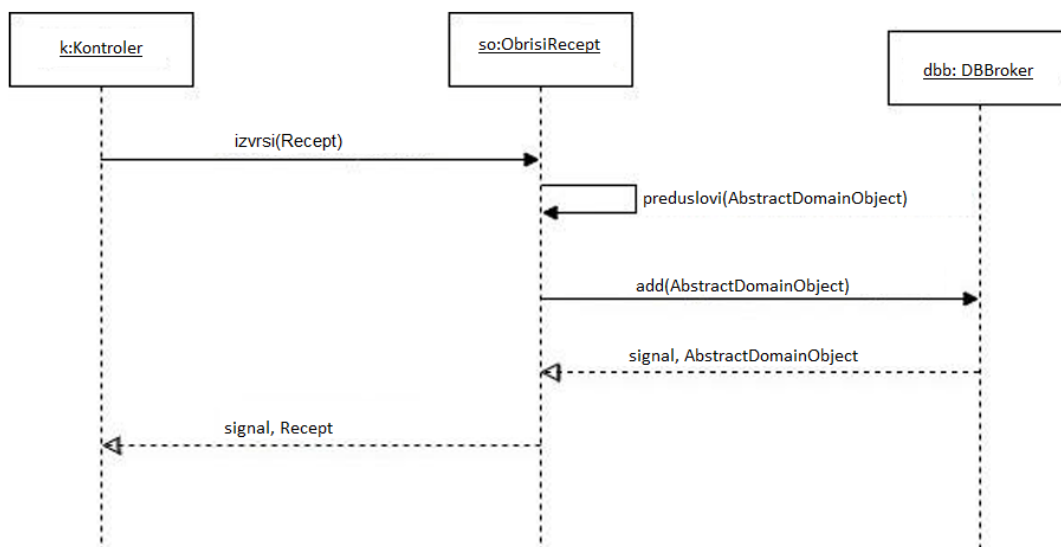 k:Kontroler
so:ObrisiRecept
dbb: DBBroker
izvrsi(Recept)
preduslovi(AbstractDomainObject)
add(AbstractDomainObject)
signal, AbstractDomainObject
signal, Recept